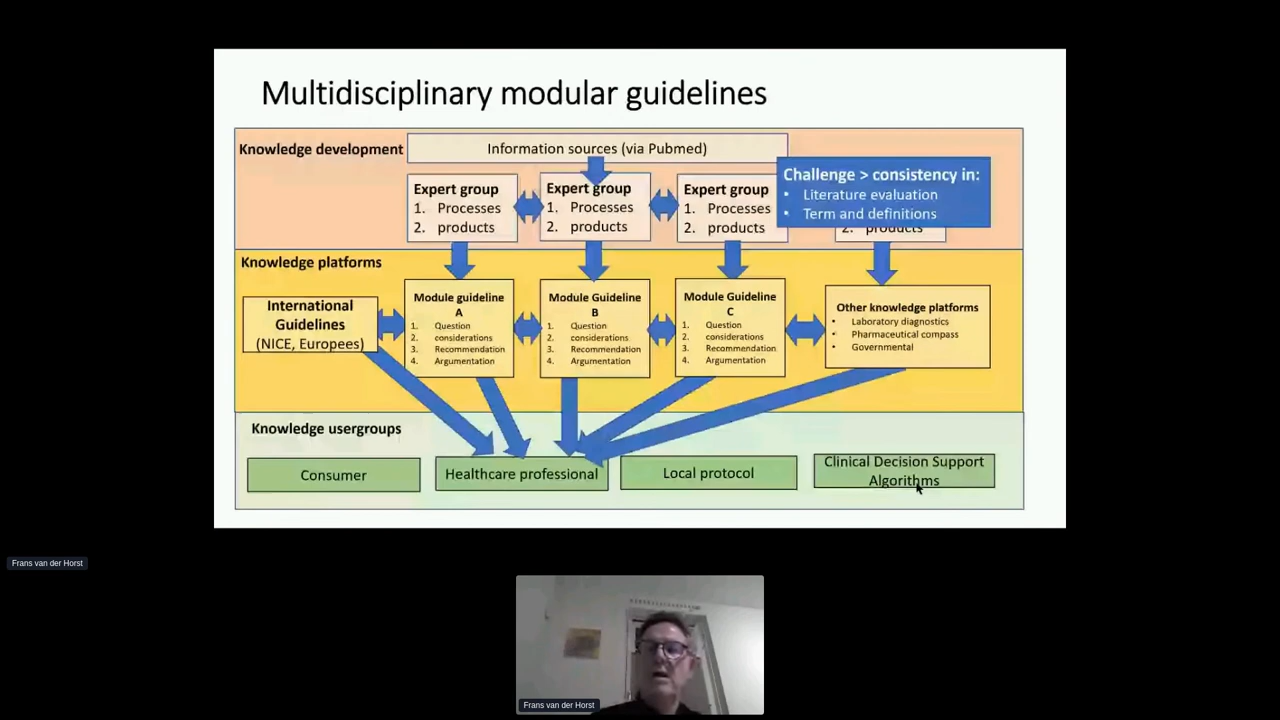 Multidisciplinary modular guidelines
Knowledge development
Information sources (via Pubmed)
Expert group
1. Processes
2. products
Expert group
1. Processes
2. products
Expert group
1. Processes
2. products
Challenge > consistency in:
• Literature evaluation
• Term and definitions
2. products
Knowledge platforms
International
Guidelines
(NICE, Europees)
Module guideline
A
1. Question
2. considerations
3. Recommendation
4. Argumentation
Module Guideline
B
1. Question
2. considerations
3. Recommendation
4. Argumentation
Module Guideline
C
1. Question
2. considerations
3. Recommendation
4. Argumentation
Other knowledge platforms
• Laboratory diagnostics
• Pharmaceutical compass
• Governmental
Knowledge usergroups
Consumer
Healthcare professional
Local protocol
Clinical Decision Support
Algorithms
Frans van der Horst
Frans van der Horst